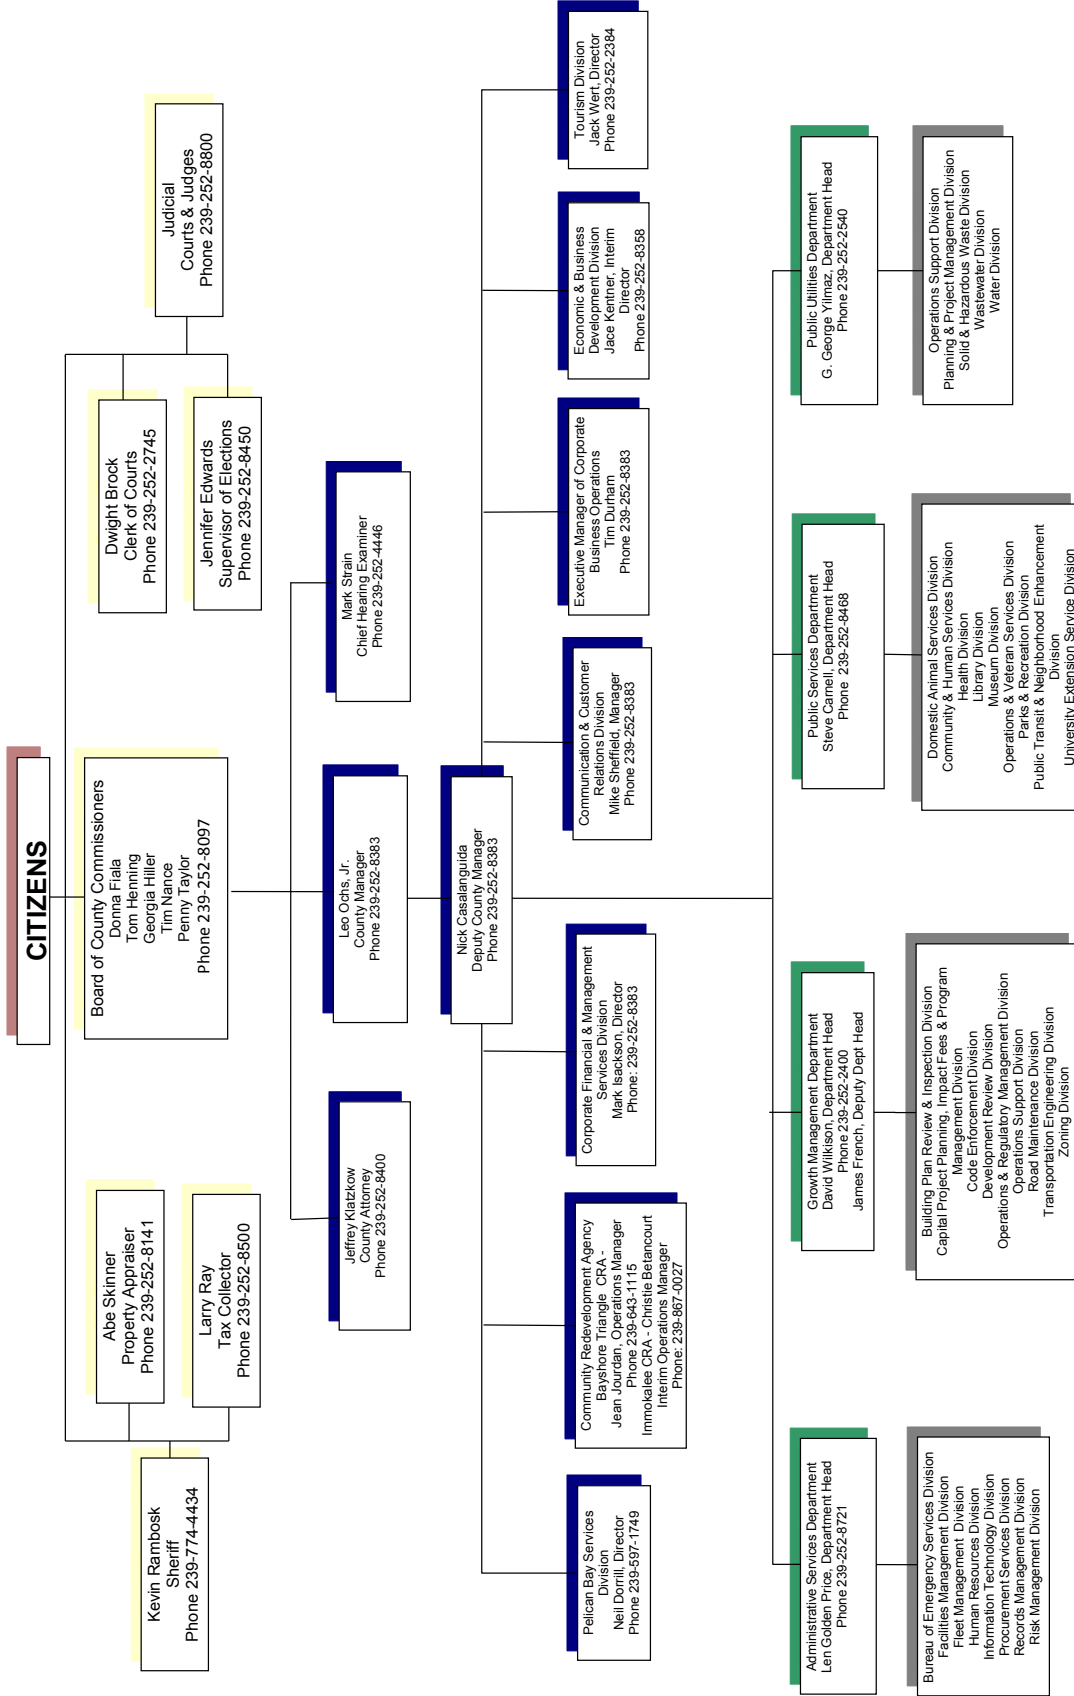 CITIZENS
Kevin Rambosk
Sheriff
Phone 239-774-4434
Abe Skinner
Property Appraiser
Phone 239-252-8141
Larry Ray
Tax Collector
Phone 239-252-8500
Board of County Commissioners
Donna Fiala
Tom Henning
Georgia Hiller
Tim Nance
Penny Taylor
Phone 239-252-8097
Dwight Brock
Clerk of Courts
Phone 239-252-2745
Jennifer Edwards
Supervisor of Elections
Phone 239-252-8450
Judicial
Courts & Judges
Phone 239-252-8800
Jeffrey Klatzkow
County Attorney
Phone 239-252-8400
Leo Ochs, Jr.
County Manager
Phone 239-252-8383
Mark Strain
Chief Hearing Examiner
Phone 239-252-4446
Nick Casalanguida
Deputy County Manager
Phone 239-252-8383
Pelican Bay Services
Division
Neil Dorrill, Director
Phone 239-597-1749
Community Redevelopment Agency
Bayshore Triangle CRA -
Jean Jourdan, Operations Manager
Phone 239-643-1115
Immokalee CRA - Christie Betancourt
Interim Operations Manager
Phone: 239-867-0027
Corporate Financial & Management
Services Division
Mark Isackson, Director
Phone: 239-252-8383
Communication & Customer
Relations Division
Mike Sheffield, Manager
Phone 239-252-8383
Executive Manager of Corporate
Business Operations
Tim Durham
Phone 239-252-8383
Economic & Business
Development Division
Jace Kentner, Interim
Director
Phone 239-252-8358
Tourism Division
Jack Wert, Director
Phone 239-252-2384
Administrative Services Department
Len Golden Price, Department Head
Phone 239-252-8721
Growth Management Department
David Wilkison, Department Head
Phone 239-252-2400
James French, Deputy Dept Head
Public Services Department
Steve Carnell, Department Head
Phone 239-252-8468
Public Utilities Department
G. George Yilmaz, Department Head
Phone 239-252-2540
Bureau of Emergency Services Division
Facilities Management Division
Fleet Management Division
Human Resources Division
Information Technology Division
Procurement Services Division
Records Management Division
Risk Management Division
Building Plan Review & Inspection Division
Capital Project Planning, Impact Fees & Program
Management Division
Code Enforcement Division
Development Review Division
Operations & Regulatory Management Division
Operations Support Division
Road Maintenance Division
Transportation Engineering Division
Zoning Division
Domestic Animal Services Division
Community & Human Services Division
Health Division
Library Division
Museum Division
Operations & Veteran Services Division
Parks & Recreation Division
Public Transit & Neighborhood Enhancement
Division
University Extension Service Division
Operations Support Division
Planning & Project Management Division
Solid & Hazardous Waste Division
Wastewater Division
Water Division